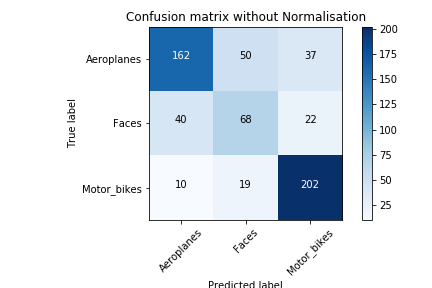 Confusion matrix without Normalisation
Aeroplanes 162 50 37
Faces 40 68 22
Motor_bikes 10 19 202
True label
Aeroplanes Faces Motor_bikes
Predicted label
200
175
150
125
100
75
50
25